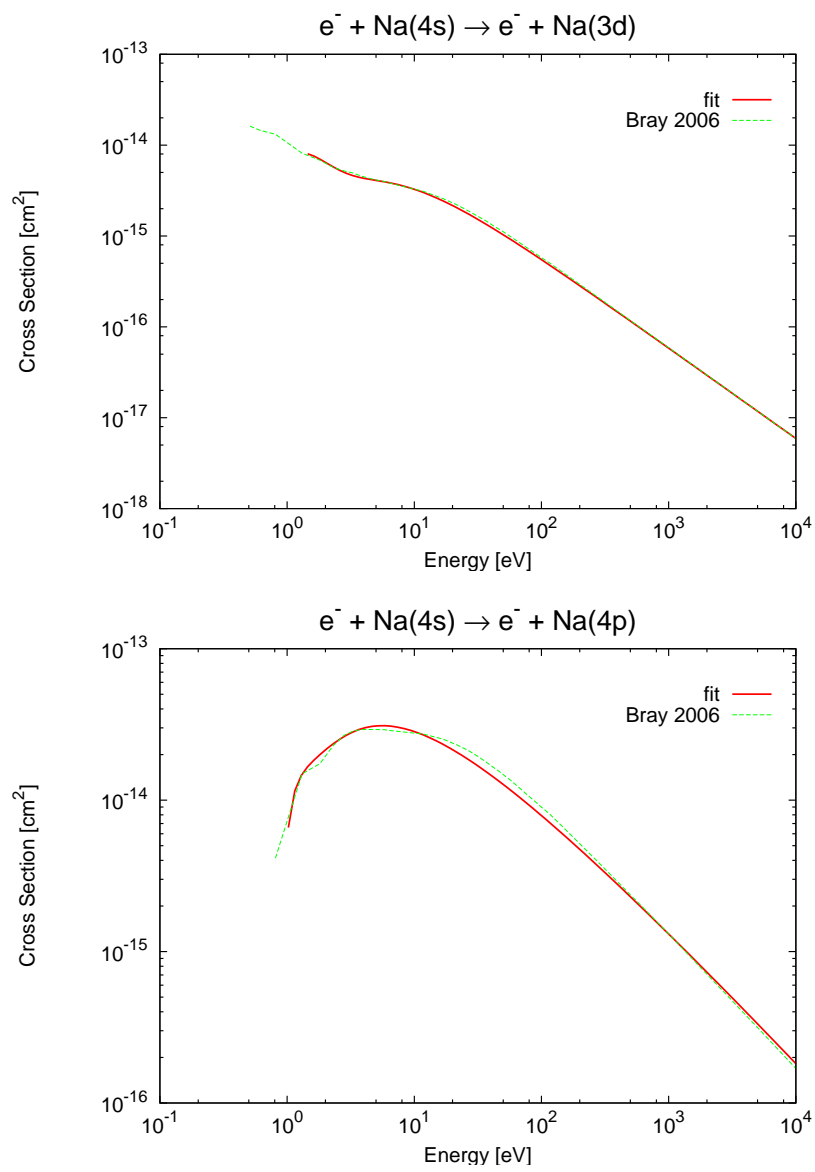 e⁻ + Na(4s) → e⁻ + Na(3d)
10⁻¹³
fit
Bray 2006
10⁻¹⁴
10⁻¹⁵
Cross Section [cm²]
10⁻¹⁶
10⁻¹⁷
10⁻¹⁸
10⁻¹ 10⁰ 10¹ 10² 10³ 10⁴
Energy [eV]
e⁻ + Na(4s) → e⁻ + Na(4p)
10⁻¹³
fit
Bray 2006
10⁻¹⁴
Cross Section [cm²]
10⁻¹⁵
10⁻¹⁶
10⁻¹ 10⁰ 10¹ 10² 10³ 10⁴
Energy [eV]